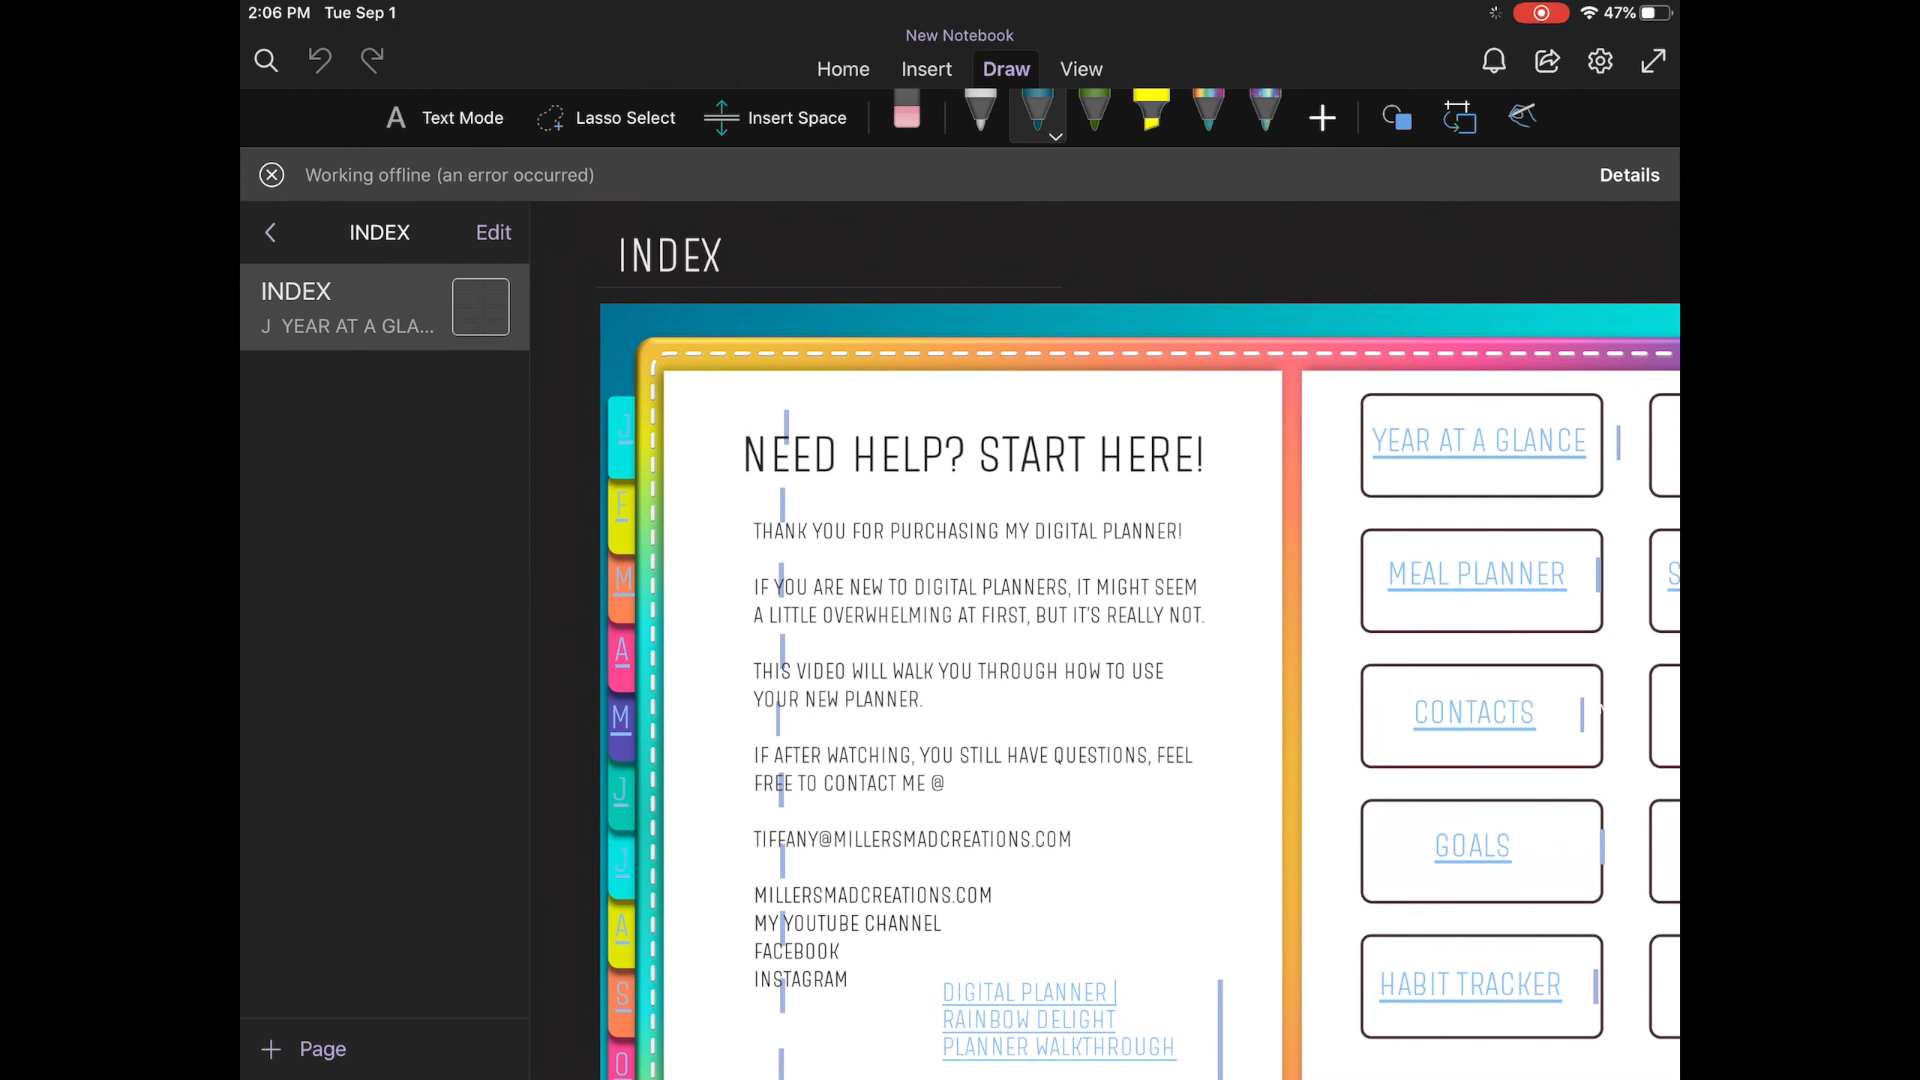 2:06 PM Tue Sep 1
47%
New Notebook
Home Insert Draw View
Text Mode Lasso Select Insert Space
Working offline (an error occurred) Details
INDEX Edit
INDEX
J YEAR AT A GLA...
Page
INDEX
J
F
M
A
M
J
J
A
S
O
NEED HELP? START HERE!
THANK YOU FOR PURCHASING MY DIGITAL PLANNER!
IF YOU ARE NEW TO DIGITAL PLANNERS, IT MIGHT SEEM
A LITTLE OVERWHELMING AT FIRST, BUT IT'S REALLY NOT.
THIS VIDEO WILL WALK YOU THROUGH HOW TO USE
YOUR NEW PLANNER.
IF AFTER WATCHING, YOU STILL HAVE QUESTIONS, FEEL
FREE TO CONTACT ME @
TIFFANY@MILLERSMADCREATIONS.COM
MILLERSMADCREATIONS.COM
MY YOUTUBE CHANNEL
FACEBOOK
INSTAGRAM
DIGITAL PLANNER |
RAINBOW DELIGHT
PLANNER WALKTHROUGH
YEAR AT A GLANCE
MEAL PLANNER
S
CONTACTS
GOALS
HABIT TRACKER